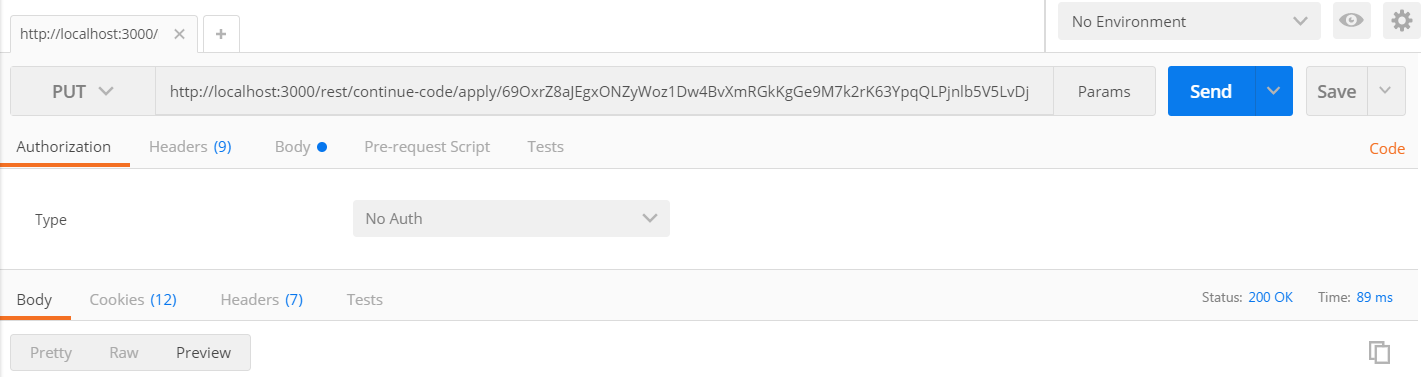 http://localhost:3000/
No Environment
PUT http://localhost:3000/rest/continue-code/apply/69OxrZ8aJEgxONZyWoz1Dw4BvXmRGkKgGe9M7k2rK63YpqQLPjnlb5V5LvDj Params Send Save
Authorization Headers (9) Body Pre-request Script Tests Code
Type No Auth
Body Cookies (12) Headers (7) Tests Status: 200 OK Time: 89 ms
Pretty Raw Preview